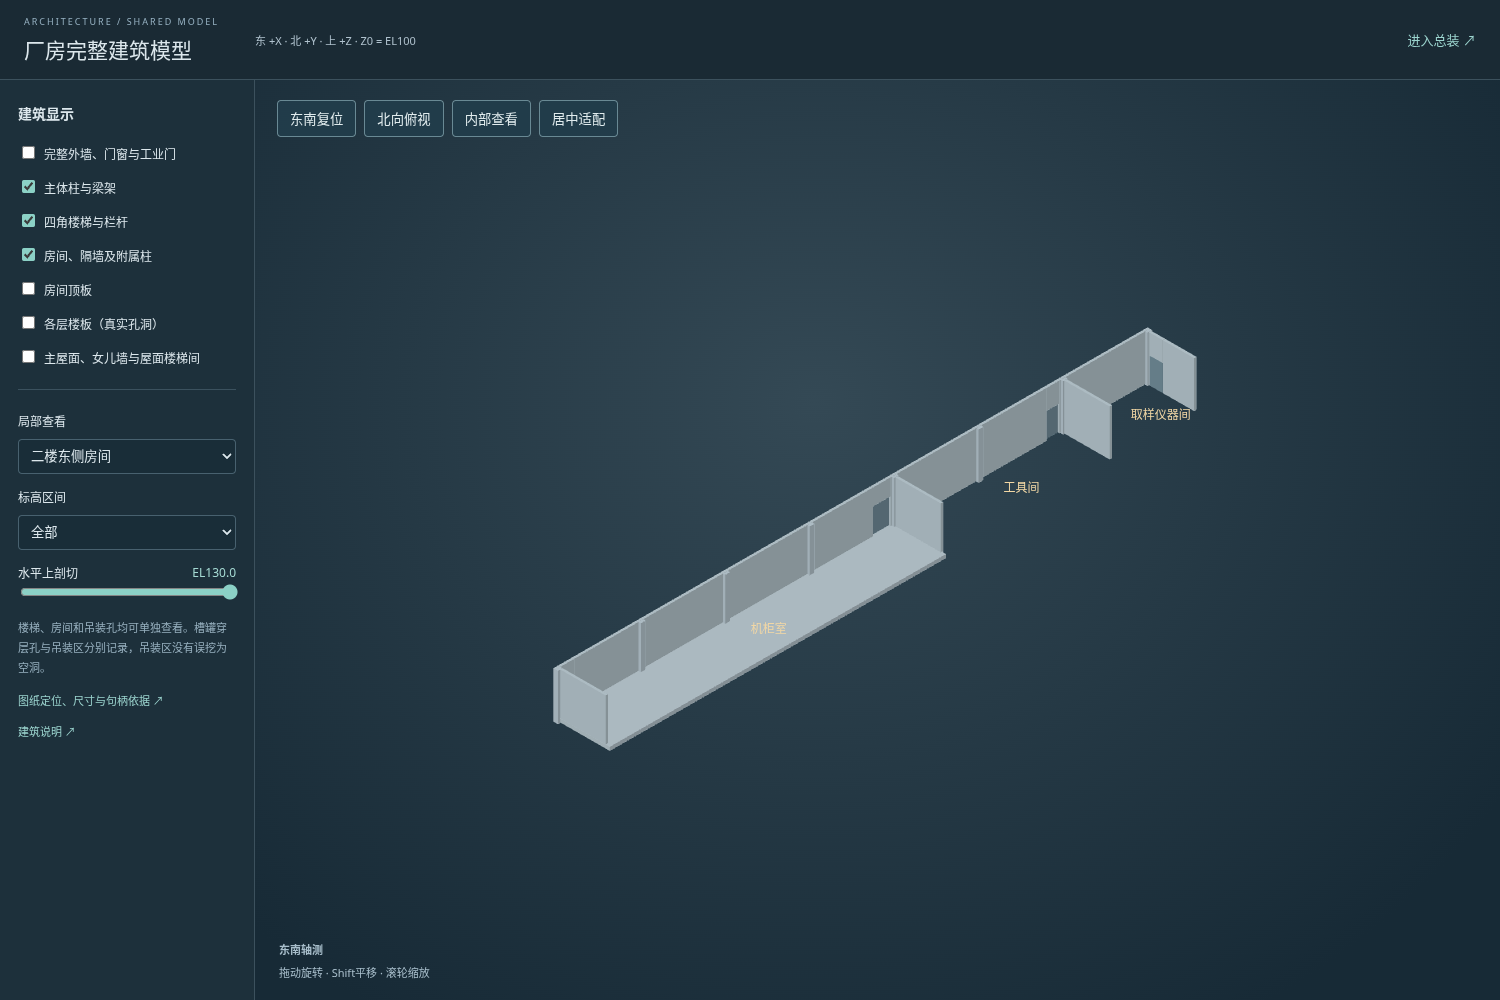 ARCHITECTURE / SHARED MODEL
厂房完整建筑模型
东 +X · 北 +Y · 上 +Z · Z0 = EL100
进入总装 ↗
建筑显示
完整外墙、门窗与工业门
主体柱与梁架
四角楼梯与栏杆
房间、隔墙及附属柱
房间顶板
各层楼板（真实孔洞）
主屋面、女儿墙与屋面楼梯间
局部查看
二楼东侧房间
标高区间
全部
水平上剖切 EL130.0
楼梯、房间和吊装孔均可单独查看。槽罐穿
层孔与吊装区分别记录，吊装区没有误挖为
空洞。
图纸定位、尺寸与句柄依据 ↗
建筑说明 ↗
东南复位 北向俯视 内部查看 居中适配
取样仪器间
工具间
机柜室
东南轴测
拖动旋转 · Shift平移 · 滚轮缩放